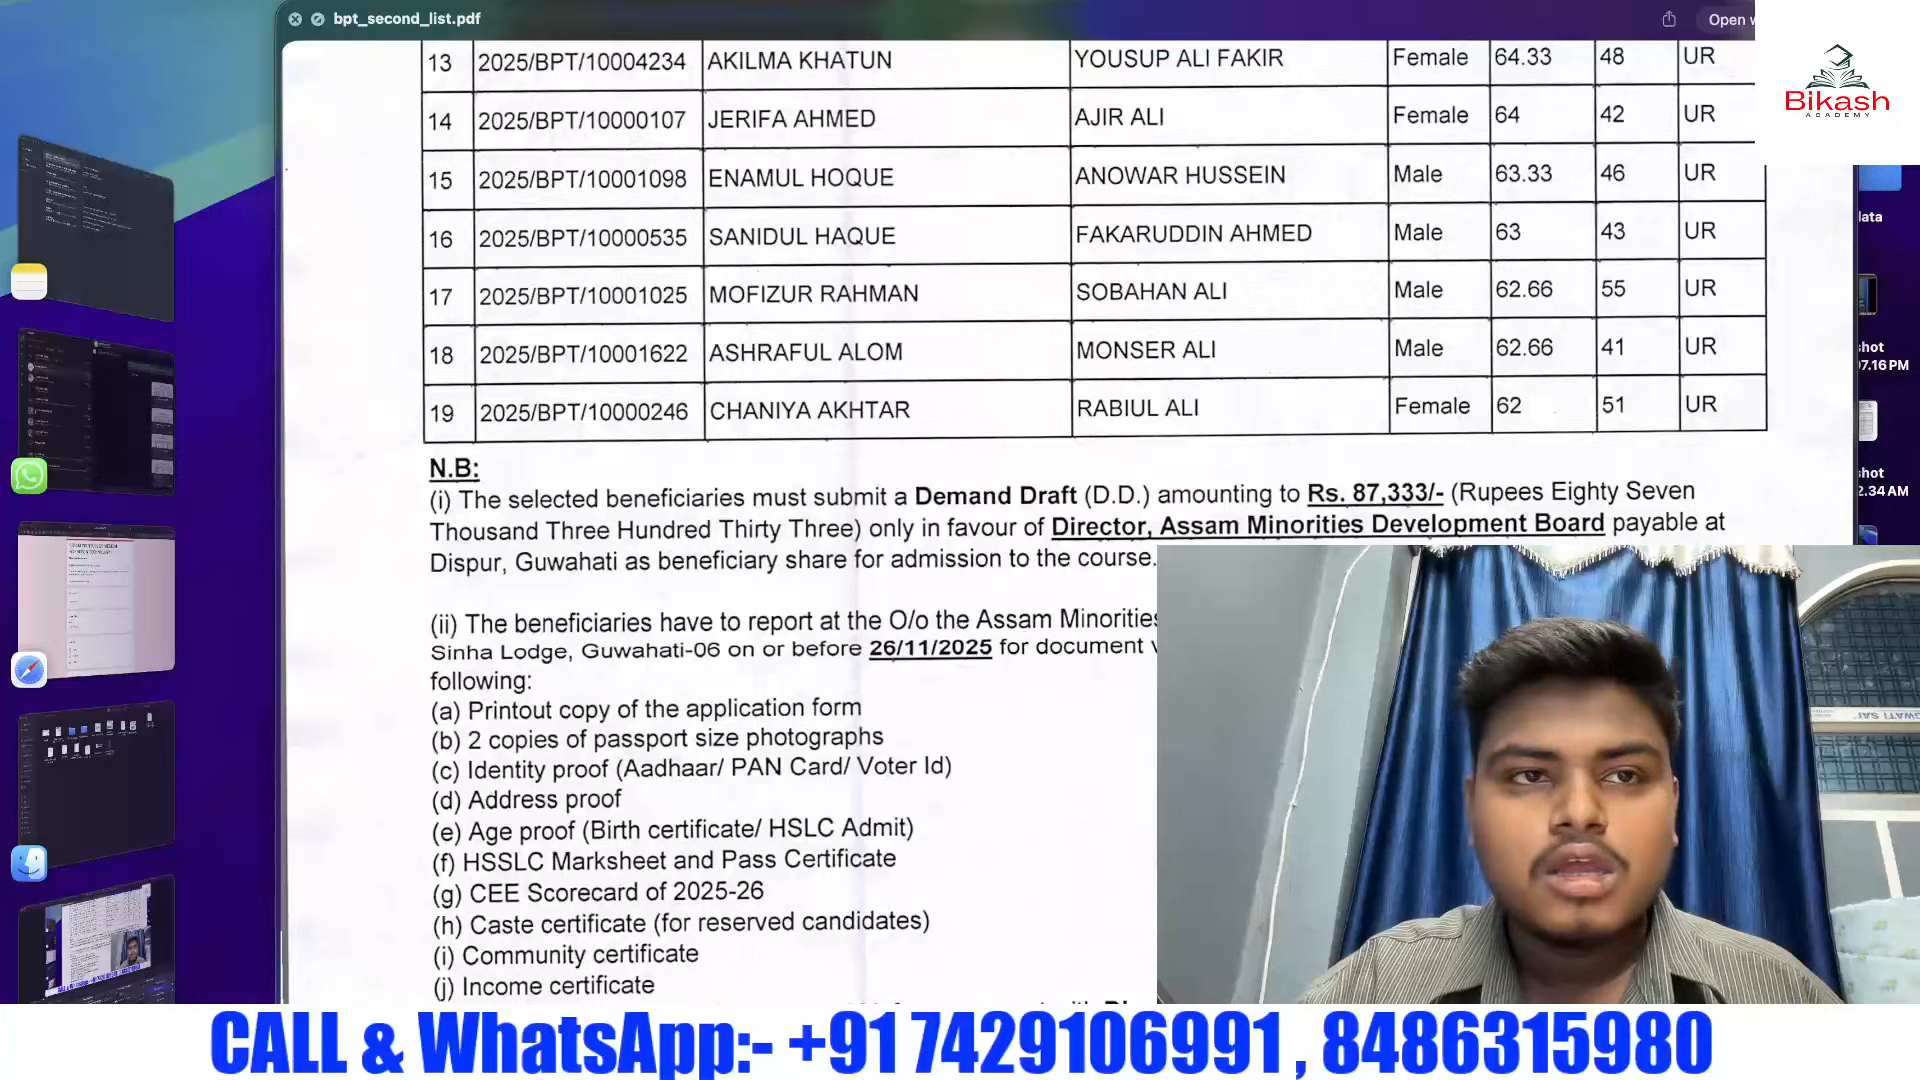 bpt_second_list.pdf
Open
Bikash
ACADEMY
13 2025/BPT/10004234 AKILMA KHATUN YOUSUP ALI FAKIR Female 64.33 48 UR
14 2025/BPT/10000107 JERIFA AHMED AJIR ALI Female 64 42 UR
15 2025/BPT/10001098 ENAMUL HOQUE ANOWAR HUSSEIN Male 63.33 46 UR
16 2025/BPT/10000535 SANIDUL HAQUE FAKARUDDIN AHMED Male 63 43 UR
17 2025/BPT/10001025 MOFIZUR RAHMAN SOBAHAN ALI Male 62.66 55 UR
18 2025/BPT/10001622 ASHRAFUL ALOM MONSER ALI Male 62.66 41 UR
19 2025/BPT/10000246 CHANIYA AKHTAR RABIUL ALI Female 62 51 UR
N.B:
(i) The selected beneficiaries must submit a Demand Draft (D.D.) amounting to Rs. 87,333/- (Rupees Eighty Seven
Thousand Three Hundred Thirty Three) only in favour of Director, Assam Minorities Development Board payable at
Dispur, Guwahati as beneficiary share for admission to the course.
(ii) The beneficiaries have to report at the O/o the Assam Minorities
Sinha Lodge, Guwahati-06 on or before 26/11/2025 for document
following:
(a) Printout copy of the application form
(b) 2 copies of passport size photographs
(c) Identity proof (Aadhaar/ PAN Card/ Voter Id)
(d) Address proof
(e) Age proof (Birth certificate/ HSLC Admit)
(f) HSSLC Marksheet and Pass Certificate
(g) CEE Scorecard of 2025-26
(h) Caste certificate (for reserved candidates)
(i) Community certificate
(j) Income certificate
CALL & WhatsApp:- +91 7429106991 , 8486315980